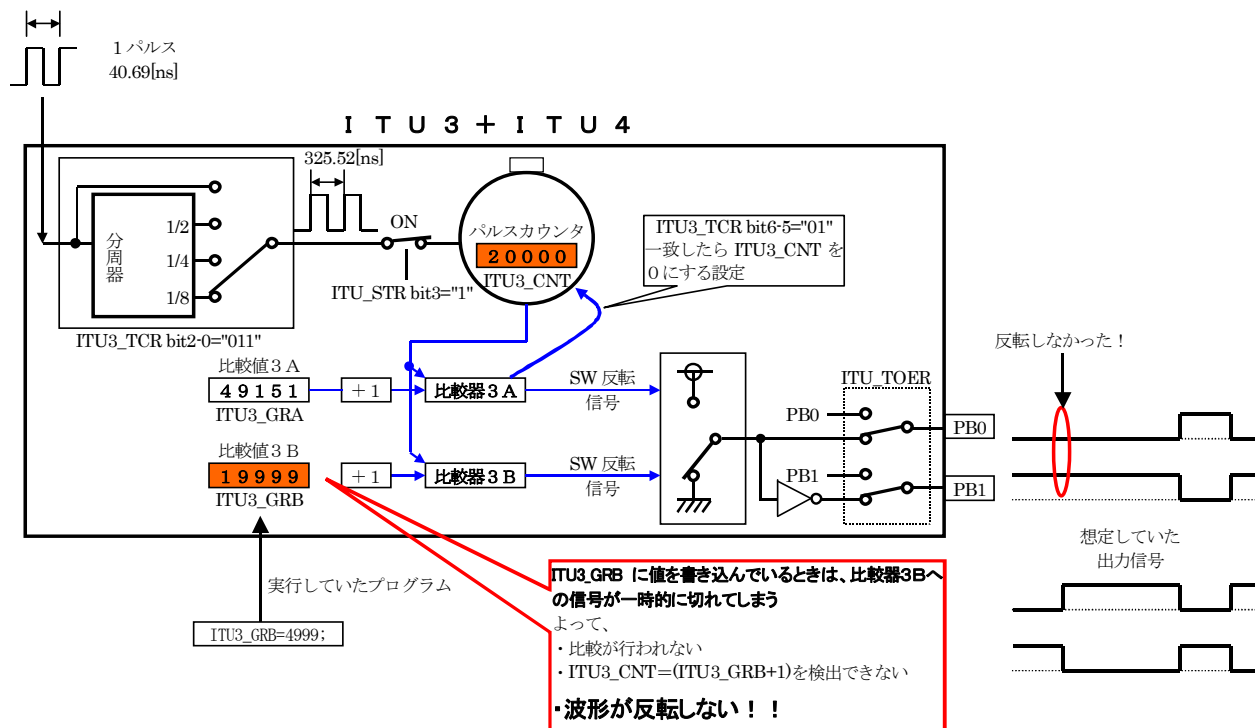 1パルス
40.69[ns]
ITU3+ITU4
325.52[ns]
分周器
1/2
1/4
1/8
ITU3_TCR bit2-0="011"
ON
ITU_STR bit3="1"
パルスカウンタ
20000
ITU3_CNT
ITU3_TCR bit6-5="01"
一致したら ITU3_CNT を
0にする設定
比較値3A
49151
ITU3_GRA
+1
比較器3A
SW 反転
信号
比較値3B
19999
ITU3_GRB
+1
比較器3B
SW 反転
信号
ITU_TOER
PB0
PB0
PB1
PB1
反転しなかった!
想定していた
出力信号
実行していたプログラム
ITU3_GRB=4999;
ITU3_GRB に値を書き込んでいるときは、比較器3Bへ
の信号が一時的に切れてしまう
よって、
・比較が行われない
・ITU3_CNT=(ITU3_GRB+1)を検出できない
・波形が反転しない!!